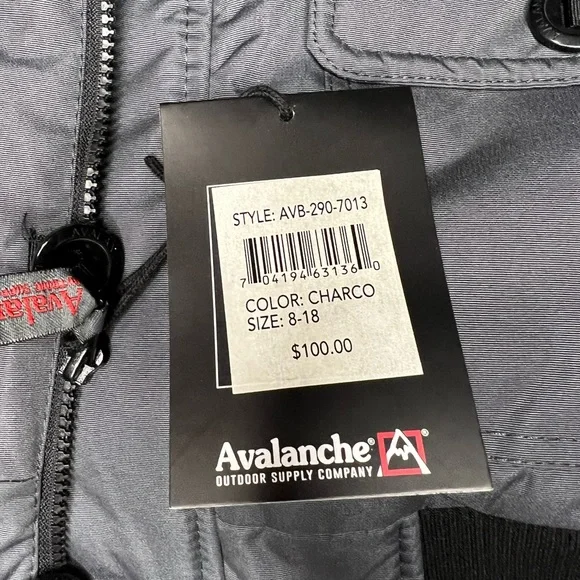 STYLE: AVB-290-7013
7 04194 63136 0
COLOR: CHARCO
SIZE: 8-18
$100.00
Avalanche®
OUTDOOR SUPPLY COMPANY